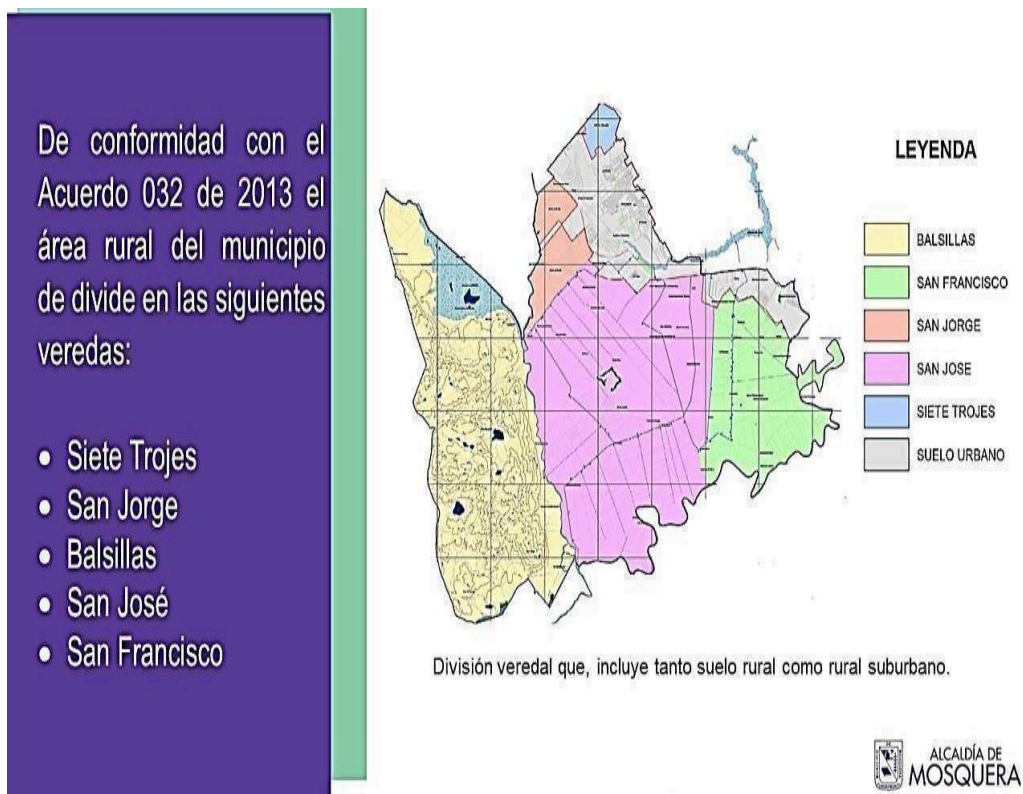 De conformidad con el
Acuerdo 032 de 2013 el
área rural del municipio
de divide en las siguientes
veredas:
• Siete Trojes
• San Jorge
• Balsillas
• San José
• San Francisco
LEYENDA
BALSILLAS
SAN FRANCISCO
SAN JORGE
SAN JOSE
SIETE TROJES
SUELO URBANO
División veredal que, incluye tanto suelo rural como rural suburbano.
ALCALDÍA DE
MOSQUERA